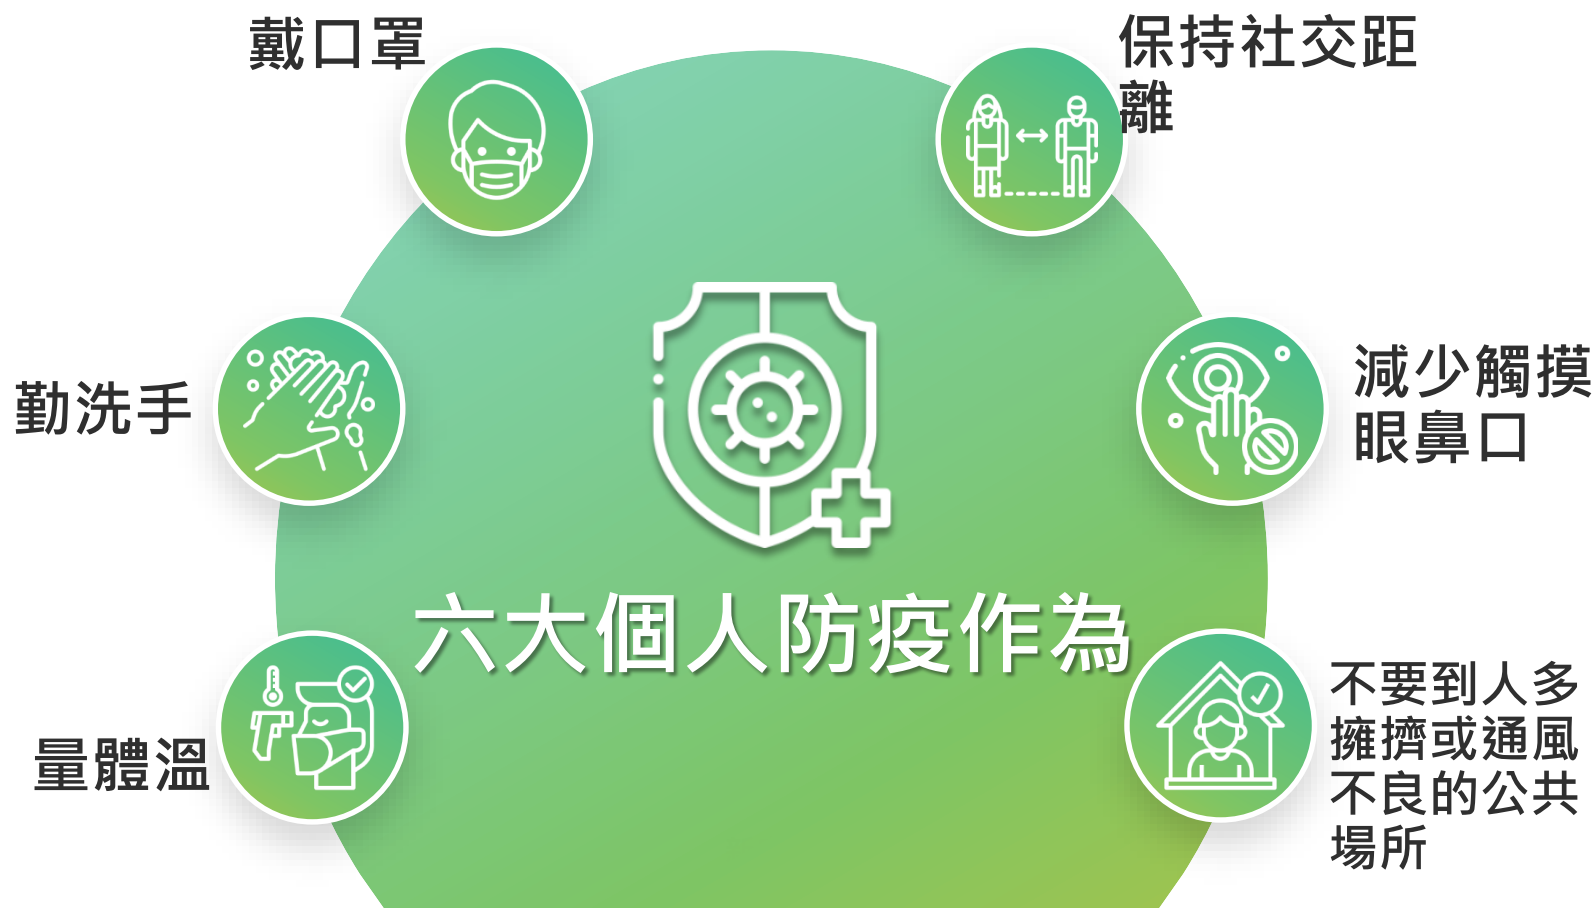 戴口罩
保持社交距
離
勤洗手
減少觸摸
眼鼻口
六大個人防疫作為
量體溫
不要到人多
擁擠或通風
不良的公共
場所